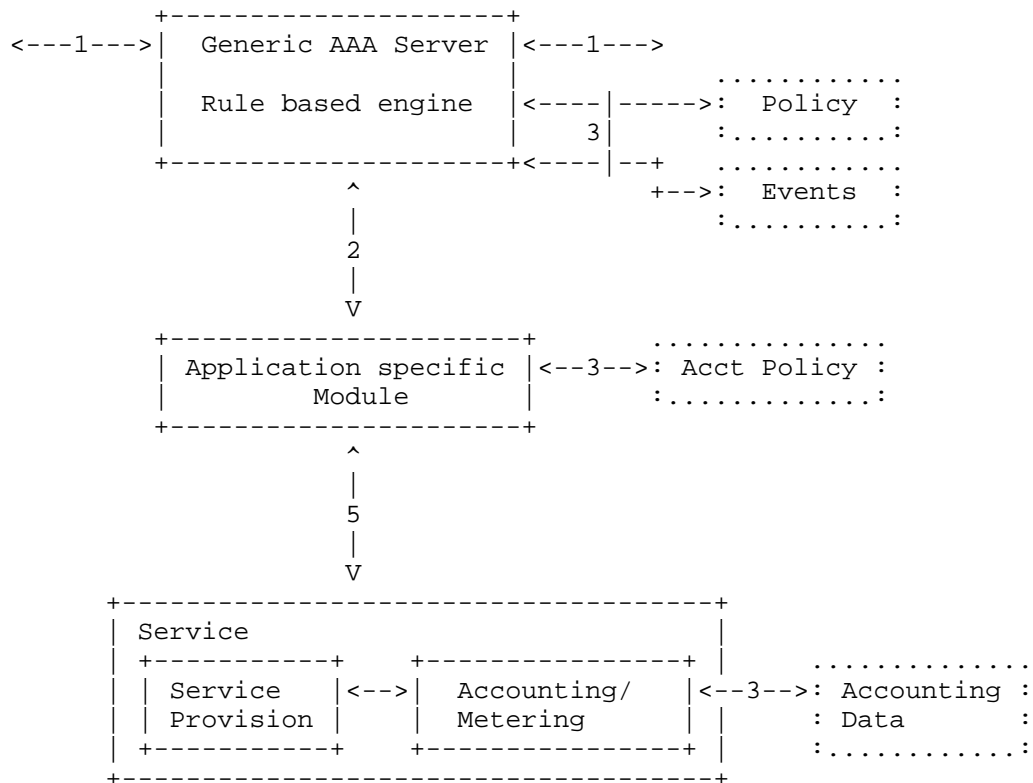 <---1---> Generic AAA Server <---1--->
Rule based engine <----|-----> Policy
3
<----|--+
+--> Events
2
V
Application specific <--3--> Acct Policy
Module
5
V
Service
Service <--> Accounting/ <--3--> Accounting
Provision Metering Data